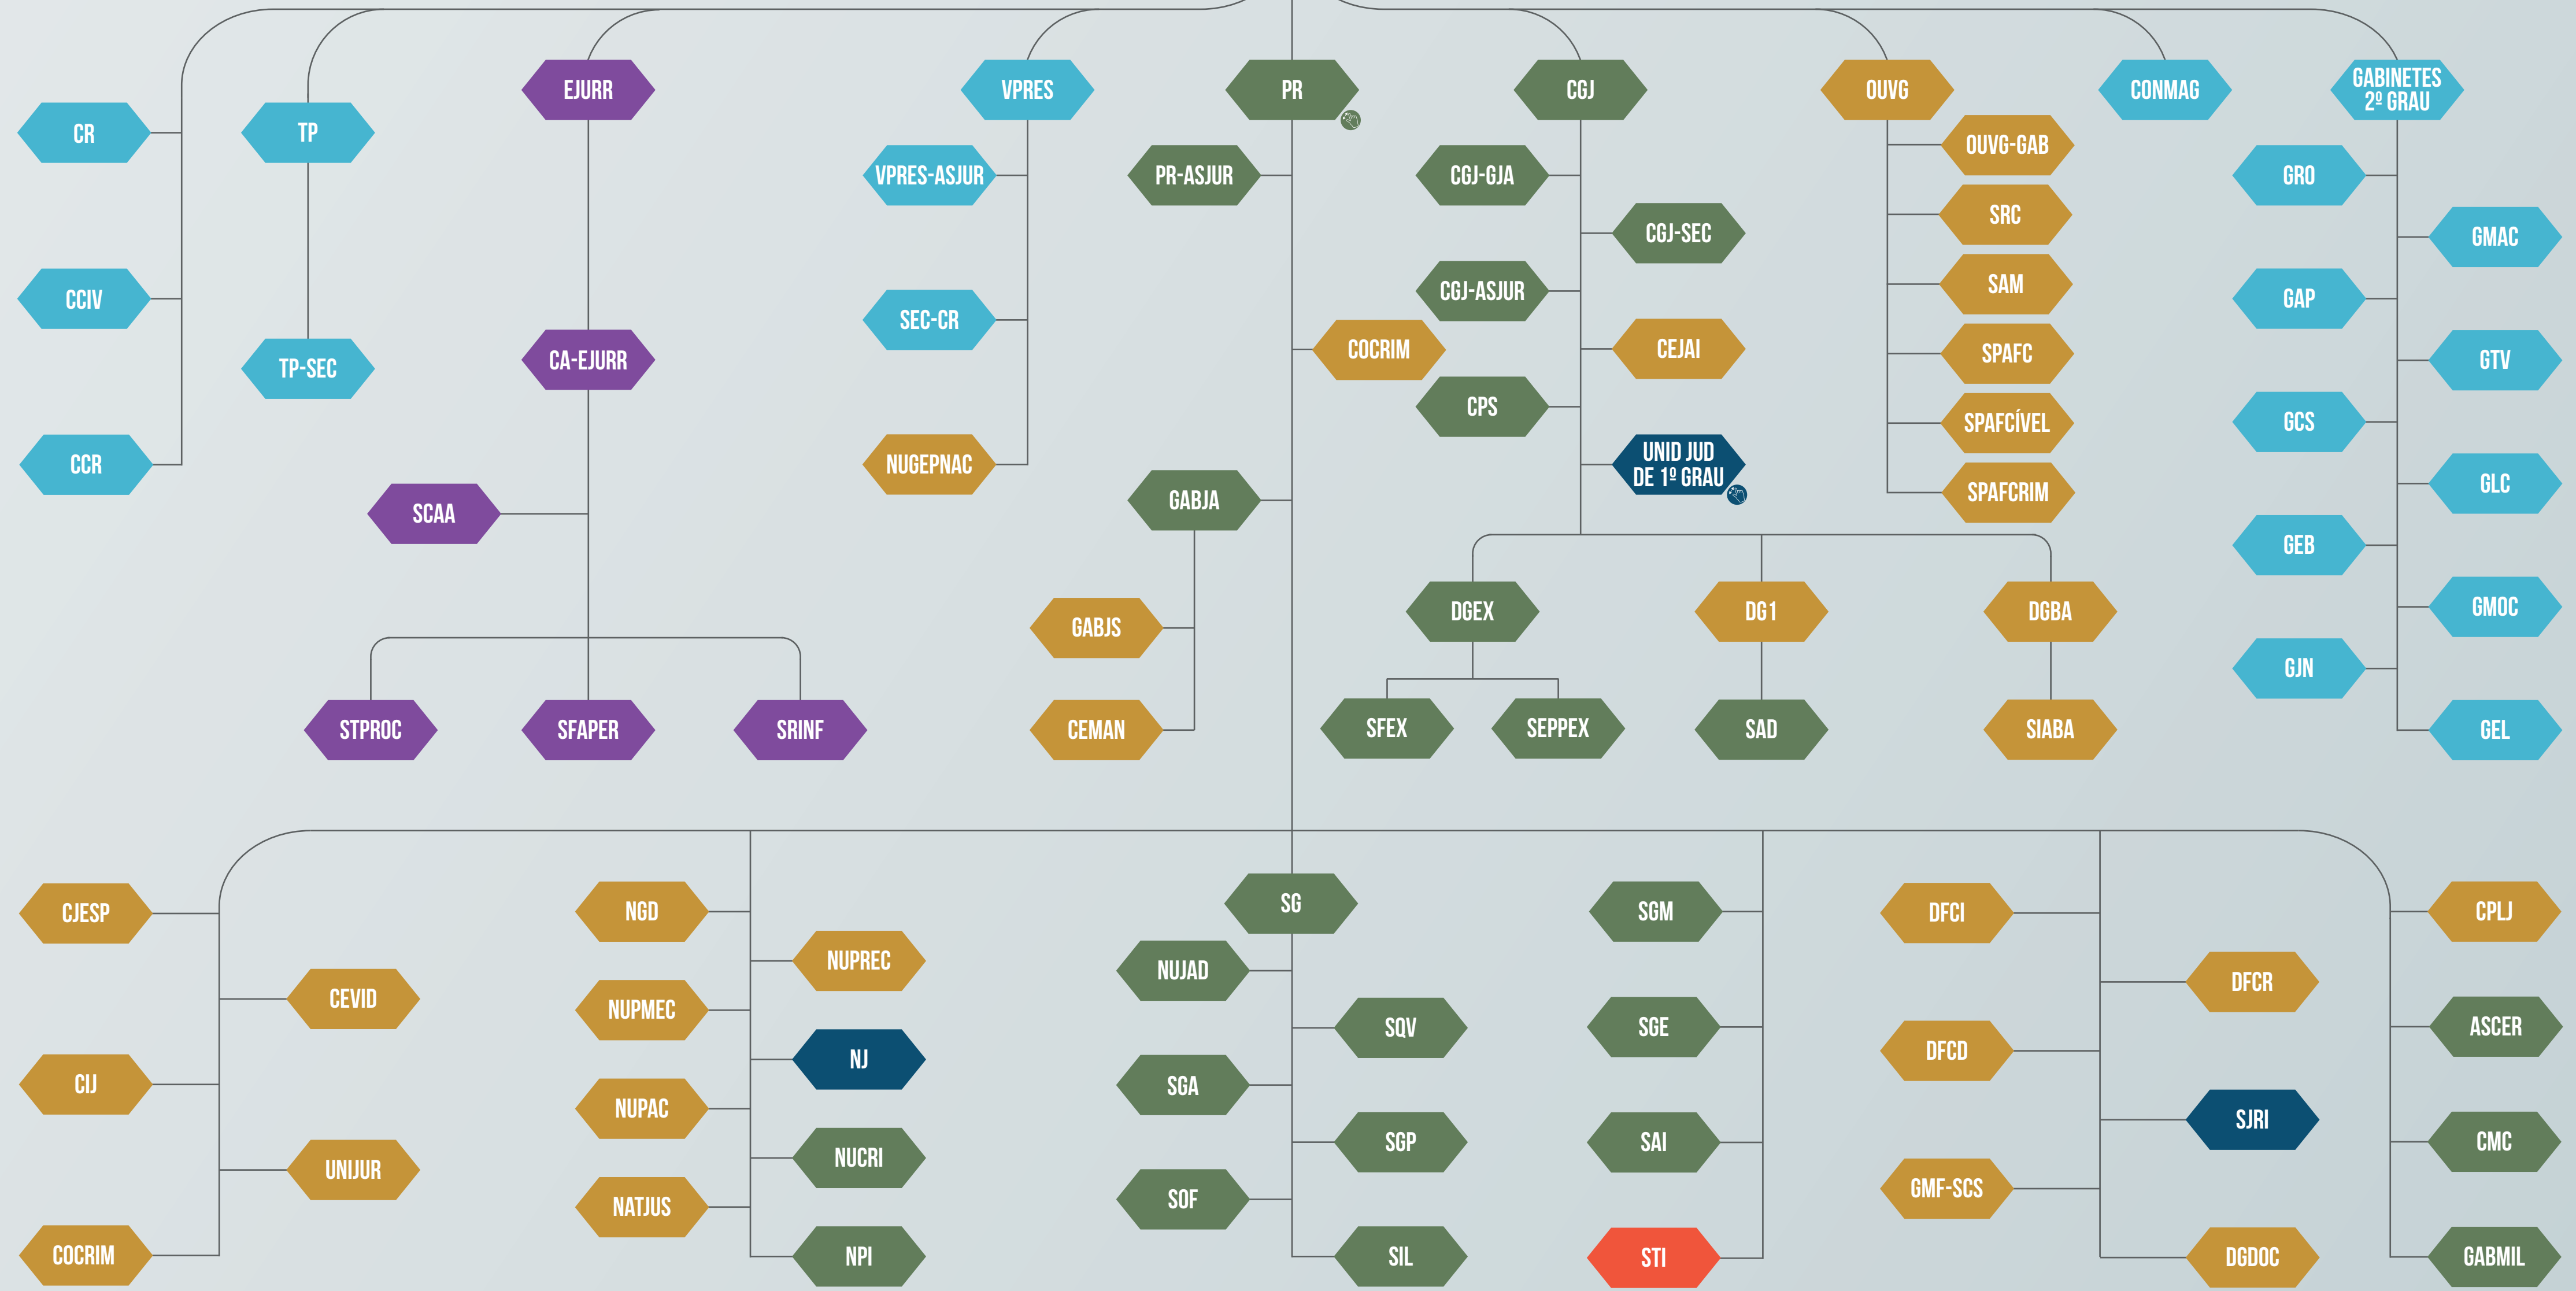 EJURR
VPRES
PR
CGJ
OUVG
CONMAG
GABINETES
2º GRAU
CR
TP
OUVG-GAB
VPRES-ASJUR
PR-ASJUR
CGJ-GJA
GRO
SRC
CGJ-SEC
GMAC
SAM
CGJ-ASJUR
CCIV
GAP
SEC-CR
COCRIM
CEJAI
SPAFC
CA-EJURR
GTV
TP-SEC
CPS
SPAFCÍVEL
GCS
CCR
NUGEPNAC
UNID JUD
DE 1º GRAU
GLC
SPAFCRIM
GABJA
SCAA
GEB
DGEX
DG1
DGBA
GMOC
GABJS
GJN
STPROC
SFAPER
SRINF
CEMAN
SFEX
SEPPEX
SAD
SIABA
GEL
SG
CJESP
NGD
SGM
DFCI
CPLJ
NUPREC
NUJAD
DFCR
CEVID
NUPMEC
SQV
SGE
ASCER
DFCD
NJ
CIJ
SGA
NUPAC
SJRI
SGP
SAI
CMC
NUCRI
UNIJUR
GMF-SCS
SOF
NATJUS
COCRIM
NPI
SIL
STI
DGDOC
GABMIL